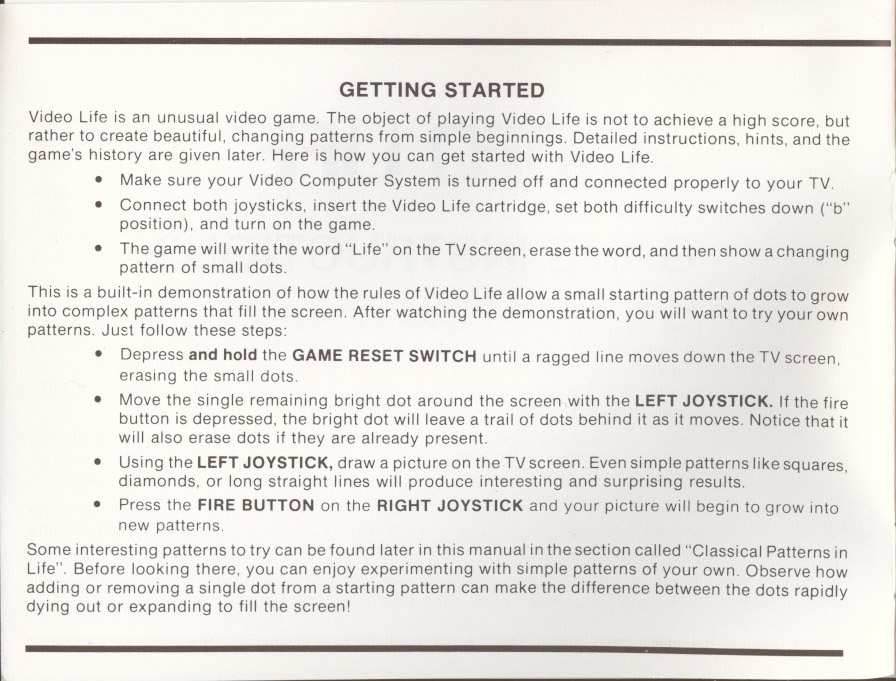 GETTING STARTED
Video Life is an unusual video game. The object of playing Video Life is not to achieve a high score, but
rather to create beautiful, changing patterns from simple beginnings. Detailed instructions, hints, and the
game's history are given later. Here is how you can get started with Video Life.
• Make sure your Video Computer System is turned off and connected properly to your TV.
• Connect both joysticks, insert the Video Life cartridge, set both difficulty switches down ("b"
position), and turn on the game.
• The game will write the word "Life" on the TV screen, erase the word, and then show a changing
pattern of small dots.
This is a built-in demonstration of how the rules of Video Life allow a small starting pattern of dots to grow
into complex patterns that fill the screen. After watching the demonstration, you will want to try your own
patterns. Just follow these steps:
• Depress and hold the GAME RESET SWITCH until a ragged line moves down the TV screen,
erasing the small dots.
• Move the single remaining bright dot around the screen with the LEFT JOYSTICK. If the fire
button is depressed, the bright dot will leave a trail of dots behind it as it moves. Notice that it
will also erase dots if they are already present.
• Using the LEFT JOYSTICK, draw a picture on the TV screen. Even simple patterns like squares,
diamonds, or long straight lines will produce interesting and surprising results.
• Press the FIRE BUTTON on the RIGHT JOYSTICK and your picture will begin to grow into
new patterns.
Some interesting patterns to try can be found later in this manual in the section called "Classical Patterns in
Life". Before looking there, you can enjoy experimenting with simple patterns of your own. Observe how
adding or removing a single dot from a starting pattern can make the difference between the dots rapidly
dying out or expanding to fill the screen!